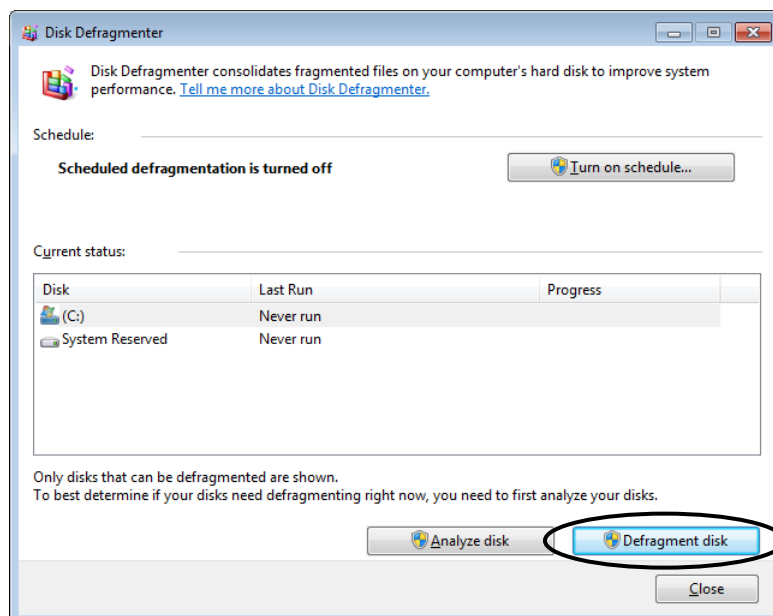 Disk Defragmenter
Disk Defragmenter consolidates fragmented files on your computer's hard disk to improve system
performance. Tell me more about Disk Defragmenter.
Schedule:
Scheduled defragmentation is turned off
Turn on schedule...
Current status:
Disk Last Run Progress
(C:) Never run
System Reserved Never run
Only disks that can be defragmented are shown.
To best determine if your disks need defragmenting right now, you need to first analyze your disks.
Analyze disk Defragment disk
Close